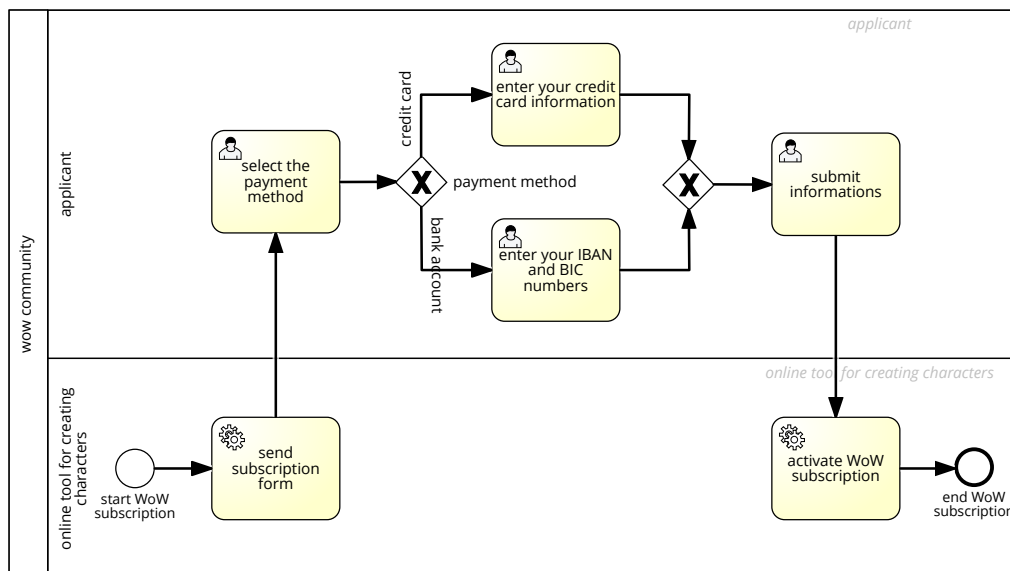 wow community
applicant
applicant
select the
payment
method
credit card
payment method
bank account
enter your credit
card information
enter your IBAN
and BIC
numbers
submit
informations
online tool for creating
characters
online tool for creating characters
start WoW
subscription
send
subscription
form
activate WoW
subscription
end WoW
subscription